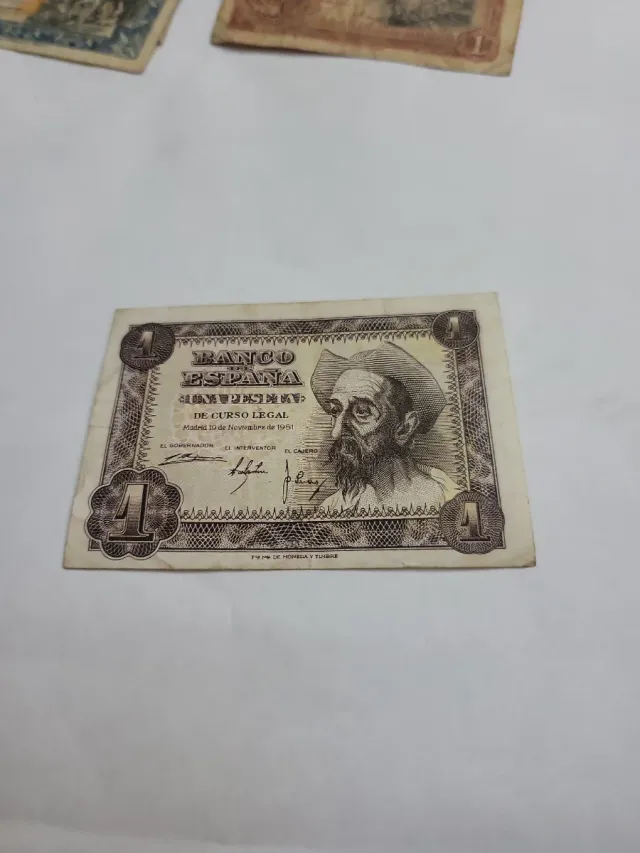 1
1
1
BANCO
DE
ESPAÑA
UNA PESETA
DE CURSO LEGAL
Madrid 19 de Noviembre de 1951
EL GOBERNADOR EL INTERVENTOR EL CAJERO
1
1
DE MONEDA Y TIMBRE